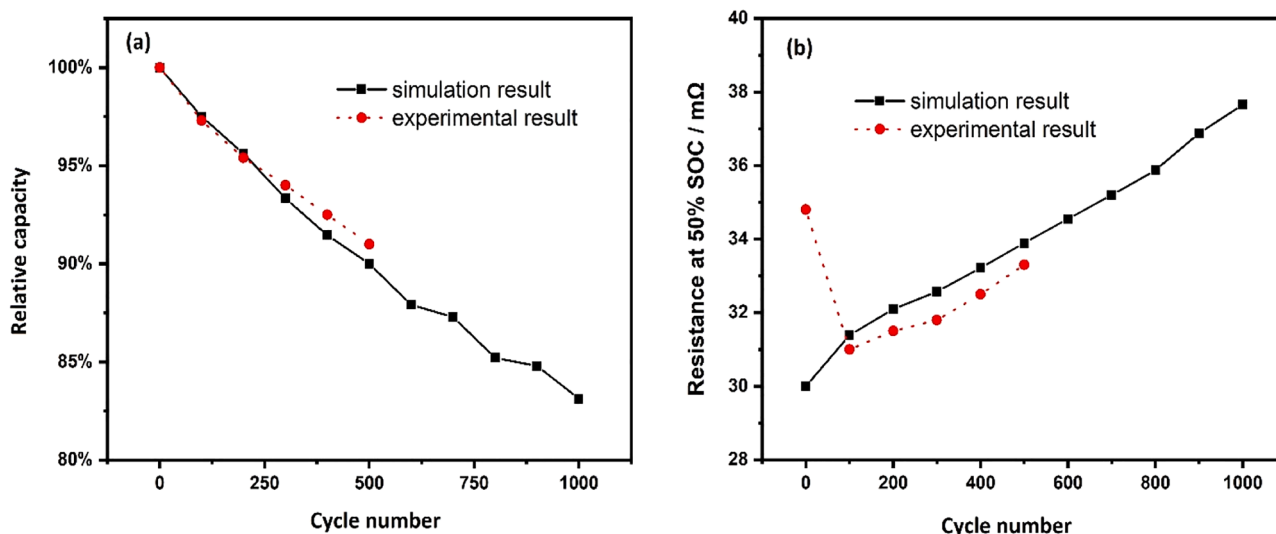 (a)
simulation result
experimental result
100%
95%
90%
85%
80%
Relative capacity
0
250
500
750
1000
Cycle number
(b)
simulation result
experimental result
40
38
36
34
32
30
28
Resistance at 50% SOC / mΩ
0
200
400
600
800
1000
Cycle number